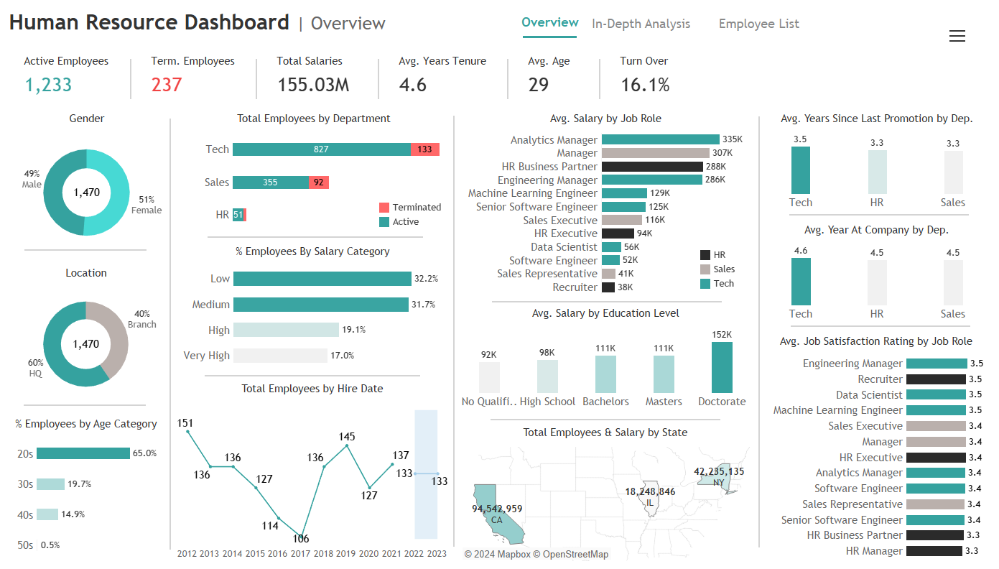 Human Resource Dashboard | Overview
Overview
In-Depth Analysis
Employee List
Active Employees
1,233
Term. Employees
237
Total Salaries
155.03M
Avg. Years Tenure
4.6
Avg. Age
29
Turn Over
16.1%
Gender
49%
Male
1,470
51%
Female
Location
40%
Branch
1,470
60%
HQ
% Employees by Age Category
20s 65.0%
30s 19.7%
40s 14.9%
50s 0.5%
Total Employees by Department
Tech 827 133
Sales 355 92
HR 51
Terminated
Active
% Employees By Salary Category
Low 32.2%
Medium 31.7%
High 19.1%
Very High 17.0%
Total Employees by Hire Date
151
136
136
127
114
106
136
145
127
137
133
133
2012 2013 2014 2015 2016 2017 2018 2019 2020 2021 2022 2023
Avg. Salary by Job Role
Analytics Manager 335K
Manager 307K
HR Business Partner 288K
Engineering Manager 286K
Machine Learning Engineer 129K
Senior Software Engineer 125K
Sales Executive 116K
HR Executive 94K
Data Scientist 56K
Software Engineer 52K
Sales Representative 41K
Recruiter 38K
HR
Sales
Tech
Avg. Salary by Education Level
92K 98K 111K 111K 152K
No Qualifi.. High School Bachelors Masters Doctorate
Total Employees & Salary by State
42,235,135
NY
18,248,846
IL
94,542,959
CA
© 2024 Mapbox © OpenStreetMap
Avg. Years Since Last Promotion by Dep.
3.5 3.3 3.3
Tech HR Sales
Avg. Year At Company by Dep.
4.6 4.5 4.5
Tech HR Sales
Avg. Job Satisfaction Rating by Job Role
Engineering Manager 3.5
Recruiter 3.5
Data Scientist 3.5
Machine Learning Engineer 3.5
Sales Executive 3.4
Manager 3.4
HR Executive 3.4
Analytics Manager 3.4
Software Engineer 3.4
Sales Representative 3.4
Senior Software Engineer 3.4
HR Business Partner 3.3
HR Manager 3.3